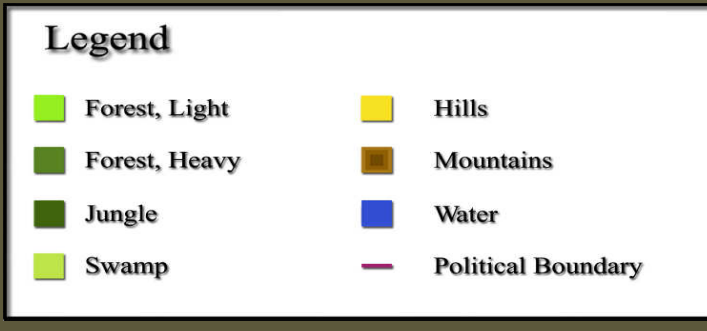 Legend
Forest, Light
Forest, Heavy
Jungle
Swamp
Hills
Mountains
Water
Political Boundary